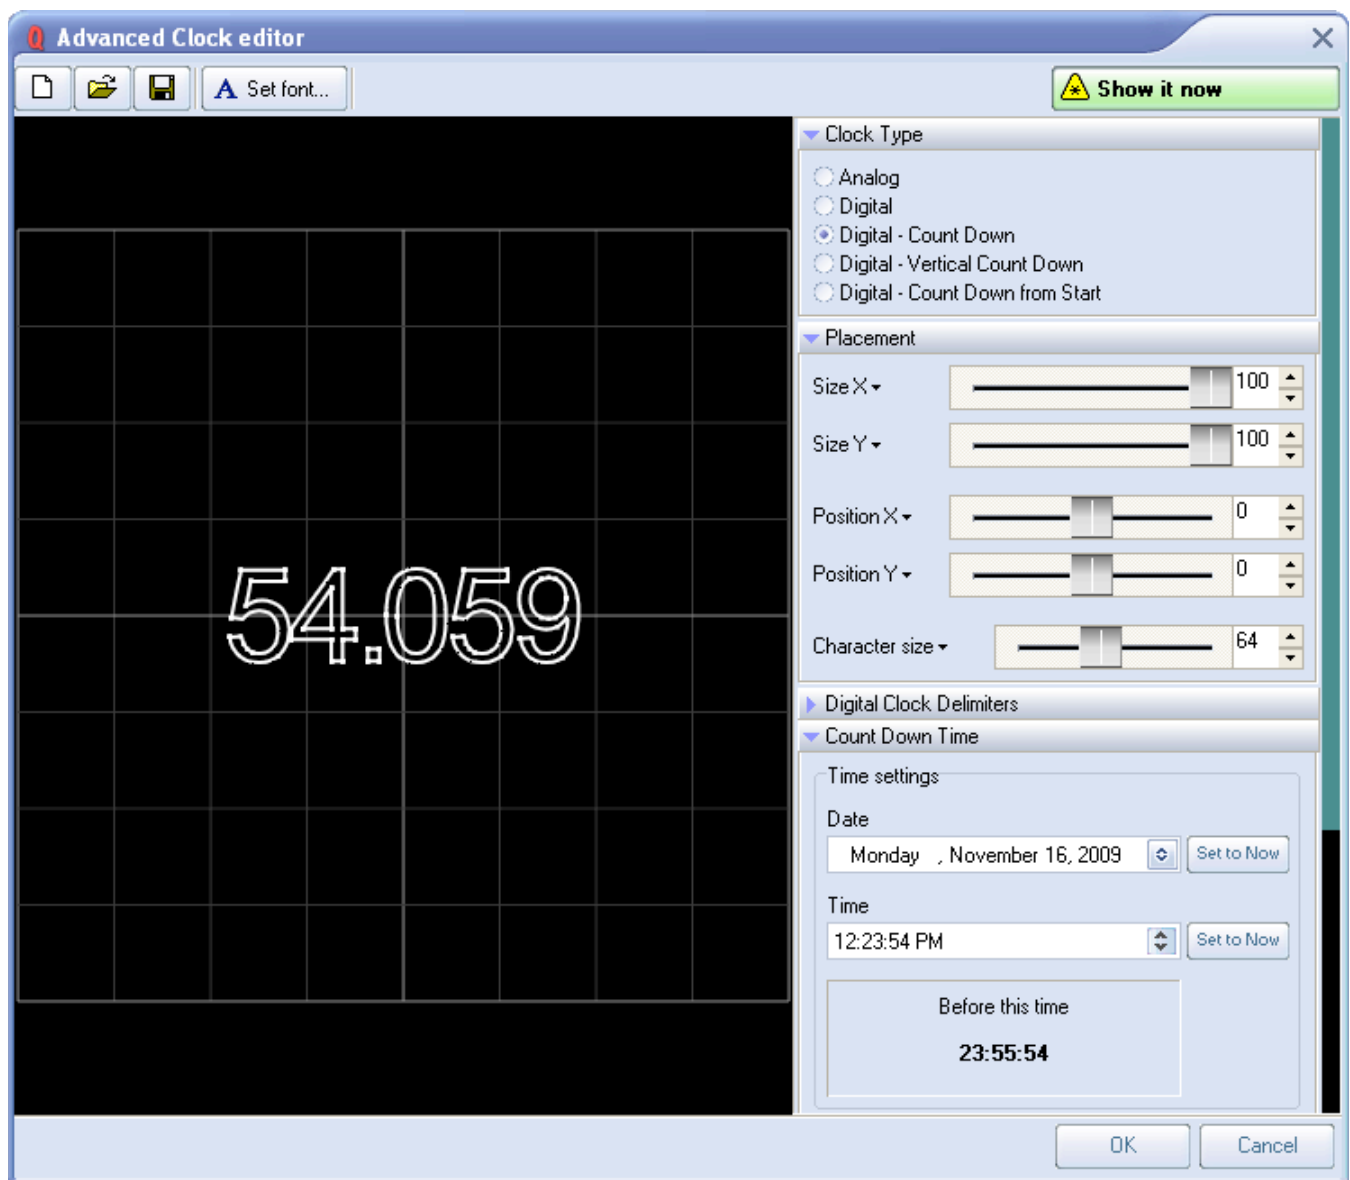 Advanced Clock editor
A Set font...
Show it now
Clock Type
Analog
Digital
Digital - Count Down
Digital - Vertical Count Down
Digital - Count Down from Start
Placement
Size X 100
Size Y 100
Position X 0
Position Y 0
Character size 64
54.059
Digital Clock Delimiters
Count Down Time
Time settings
Date
Monday , November 16, 2009 Set to Now
Time
12:23:54 PM Set to Now
Before this time
23:55:54
OK Cancel